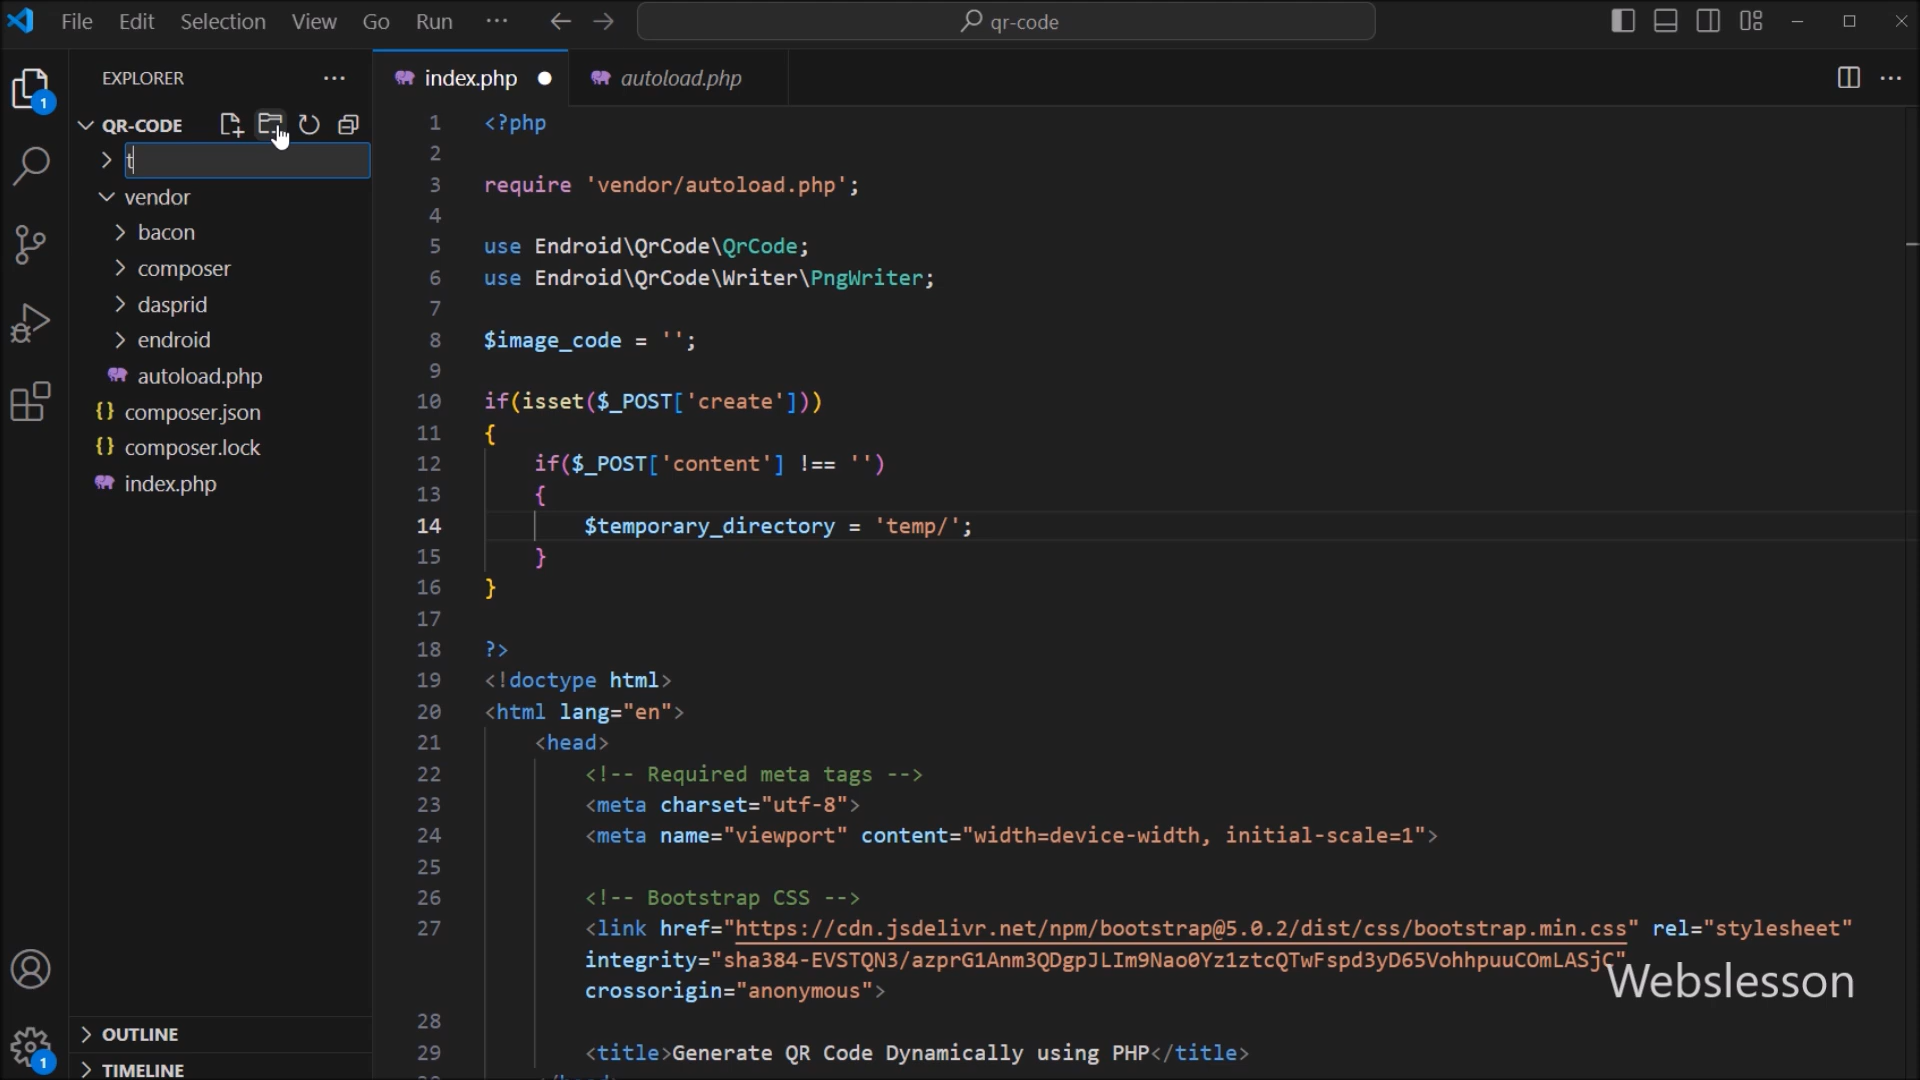 File Edit Selection View Go Run ··· qr-code
EXPLORER ···
QR-CODE
t
vendor
bacon
composer
dasprid
endroid
autoload.php
{} composer.json
{} composer.lock
index.php
OUTLINE
TIMELINE
1
1
index.php autoload.php ···
1 <?php
2
3 require 'vendor/autoload.php';
4
5 use Endroid\QrCode\QrCode;
6 use Endroid\QrCode\Writer\PngWriter;
7
8 $image_code = '';
9
10 if(isset($_POST['create']))
11 {
12 if($_POST['content'] !== '')
13 {
14 $temporary_directory = 'temp/';
15 }
16 }
17
18 ?>
19 <!doctype html>
20 <html lang="en">
21 <head>
22 <!-- Required meta tags -->
23 <meta charset="utf-8">
24 <meta name="viewport" content="width=device-width, initial-scale=1">
25
26 <!-- Bootstrap CSS -->
27 <link href="https://cdn.jsdelivr.net/npm/bootstrap@5.0.2/dist/css/bootstrap.min.css" rel="stylesheet"
integrity="sha384-EVSTQN3/azprG1Anm3QDgpJLIm9Nao0Yz1ztcQTwFspd3yD65VohhpuuCOmLASjC"
crossorigin="anonymous">
28
29 <title>Generate QR Code Dynamically using PHP</title>
Webslesson